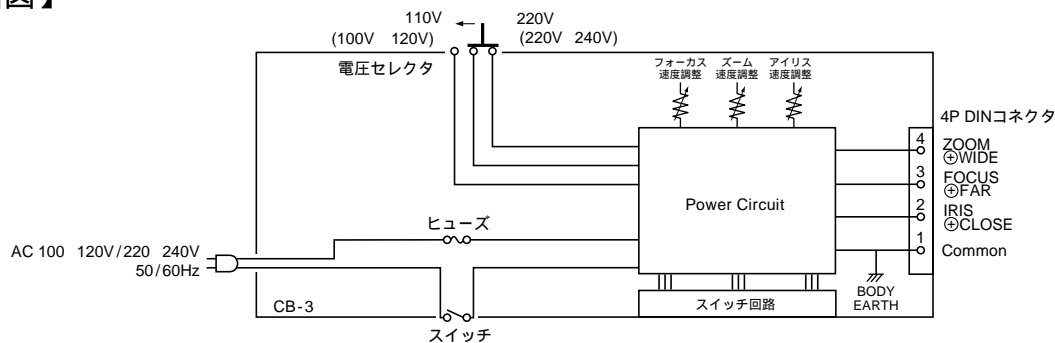 図】
110V 220V
(100V 120V) (220V 240V)
電圧セレクタ
フォーカス
速度調整
ズーム
速度調整
アイリス
速度調整
4P DINコネクタ
4 ZOOM
⊕WIDE
3 FOCUS
⊕FAR
2 IRIS
⊕CLOSE
1 Common
Power Circuit
ヒューズ
AC 100 120V/220 240V
50/60Hz
BODY
EARTH
スイッチ回路
CB-3
スイッチ